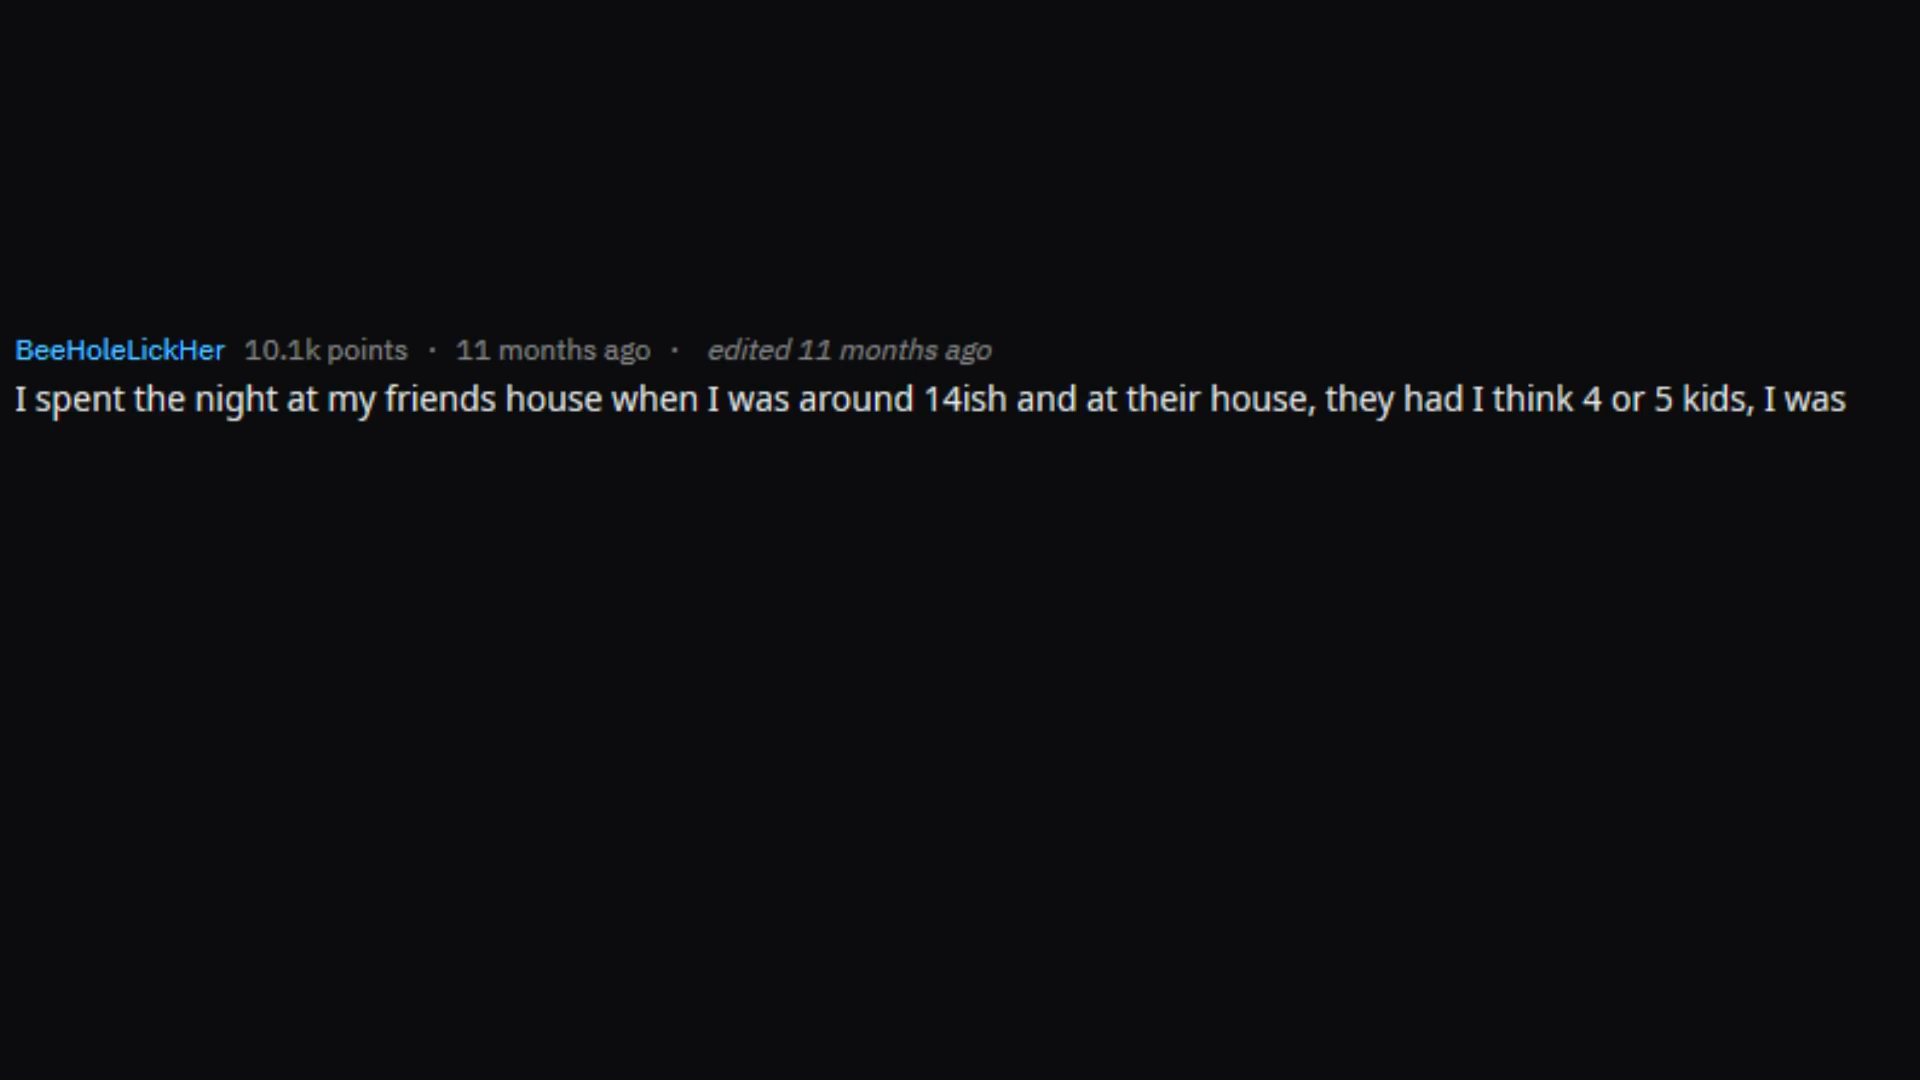 BeeHoleLickHer 10.1k points · 11 months ago · edited 11 months ago
I spent the night at my friends house when I was around 14ish and at their house, they had I think 4 or 5 kids, I was